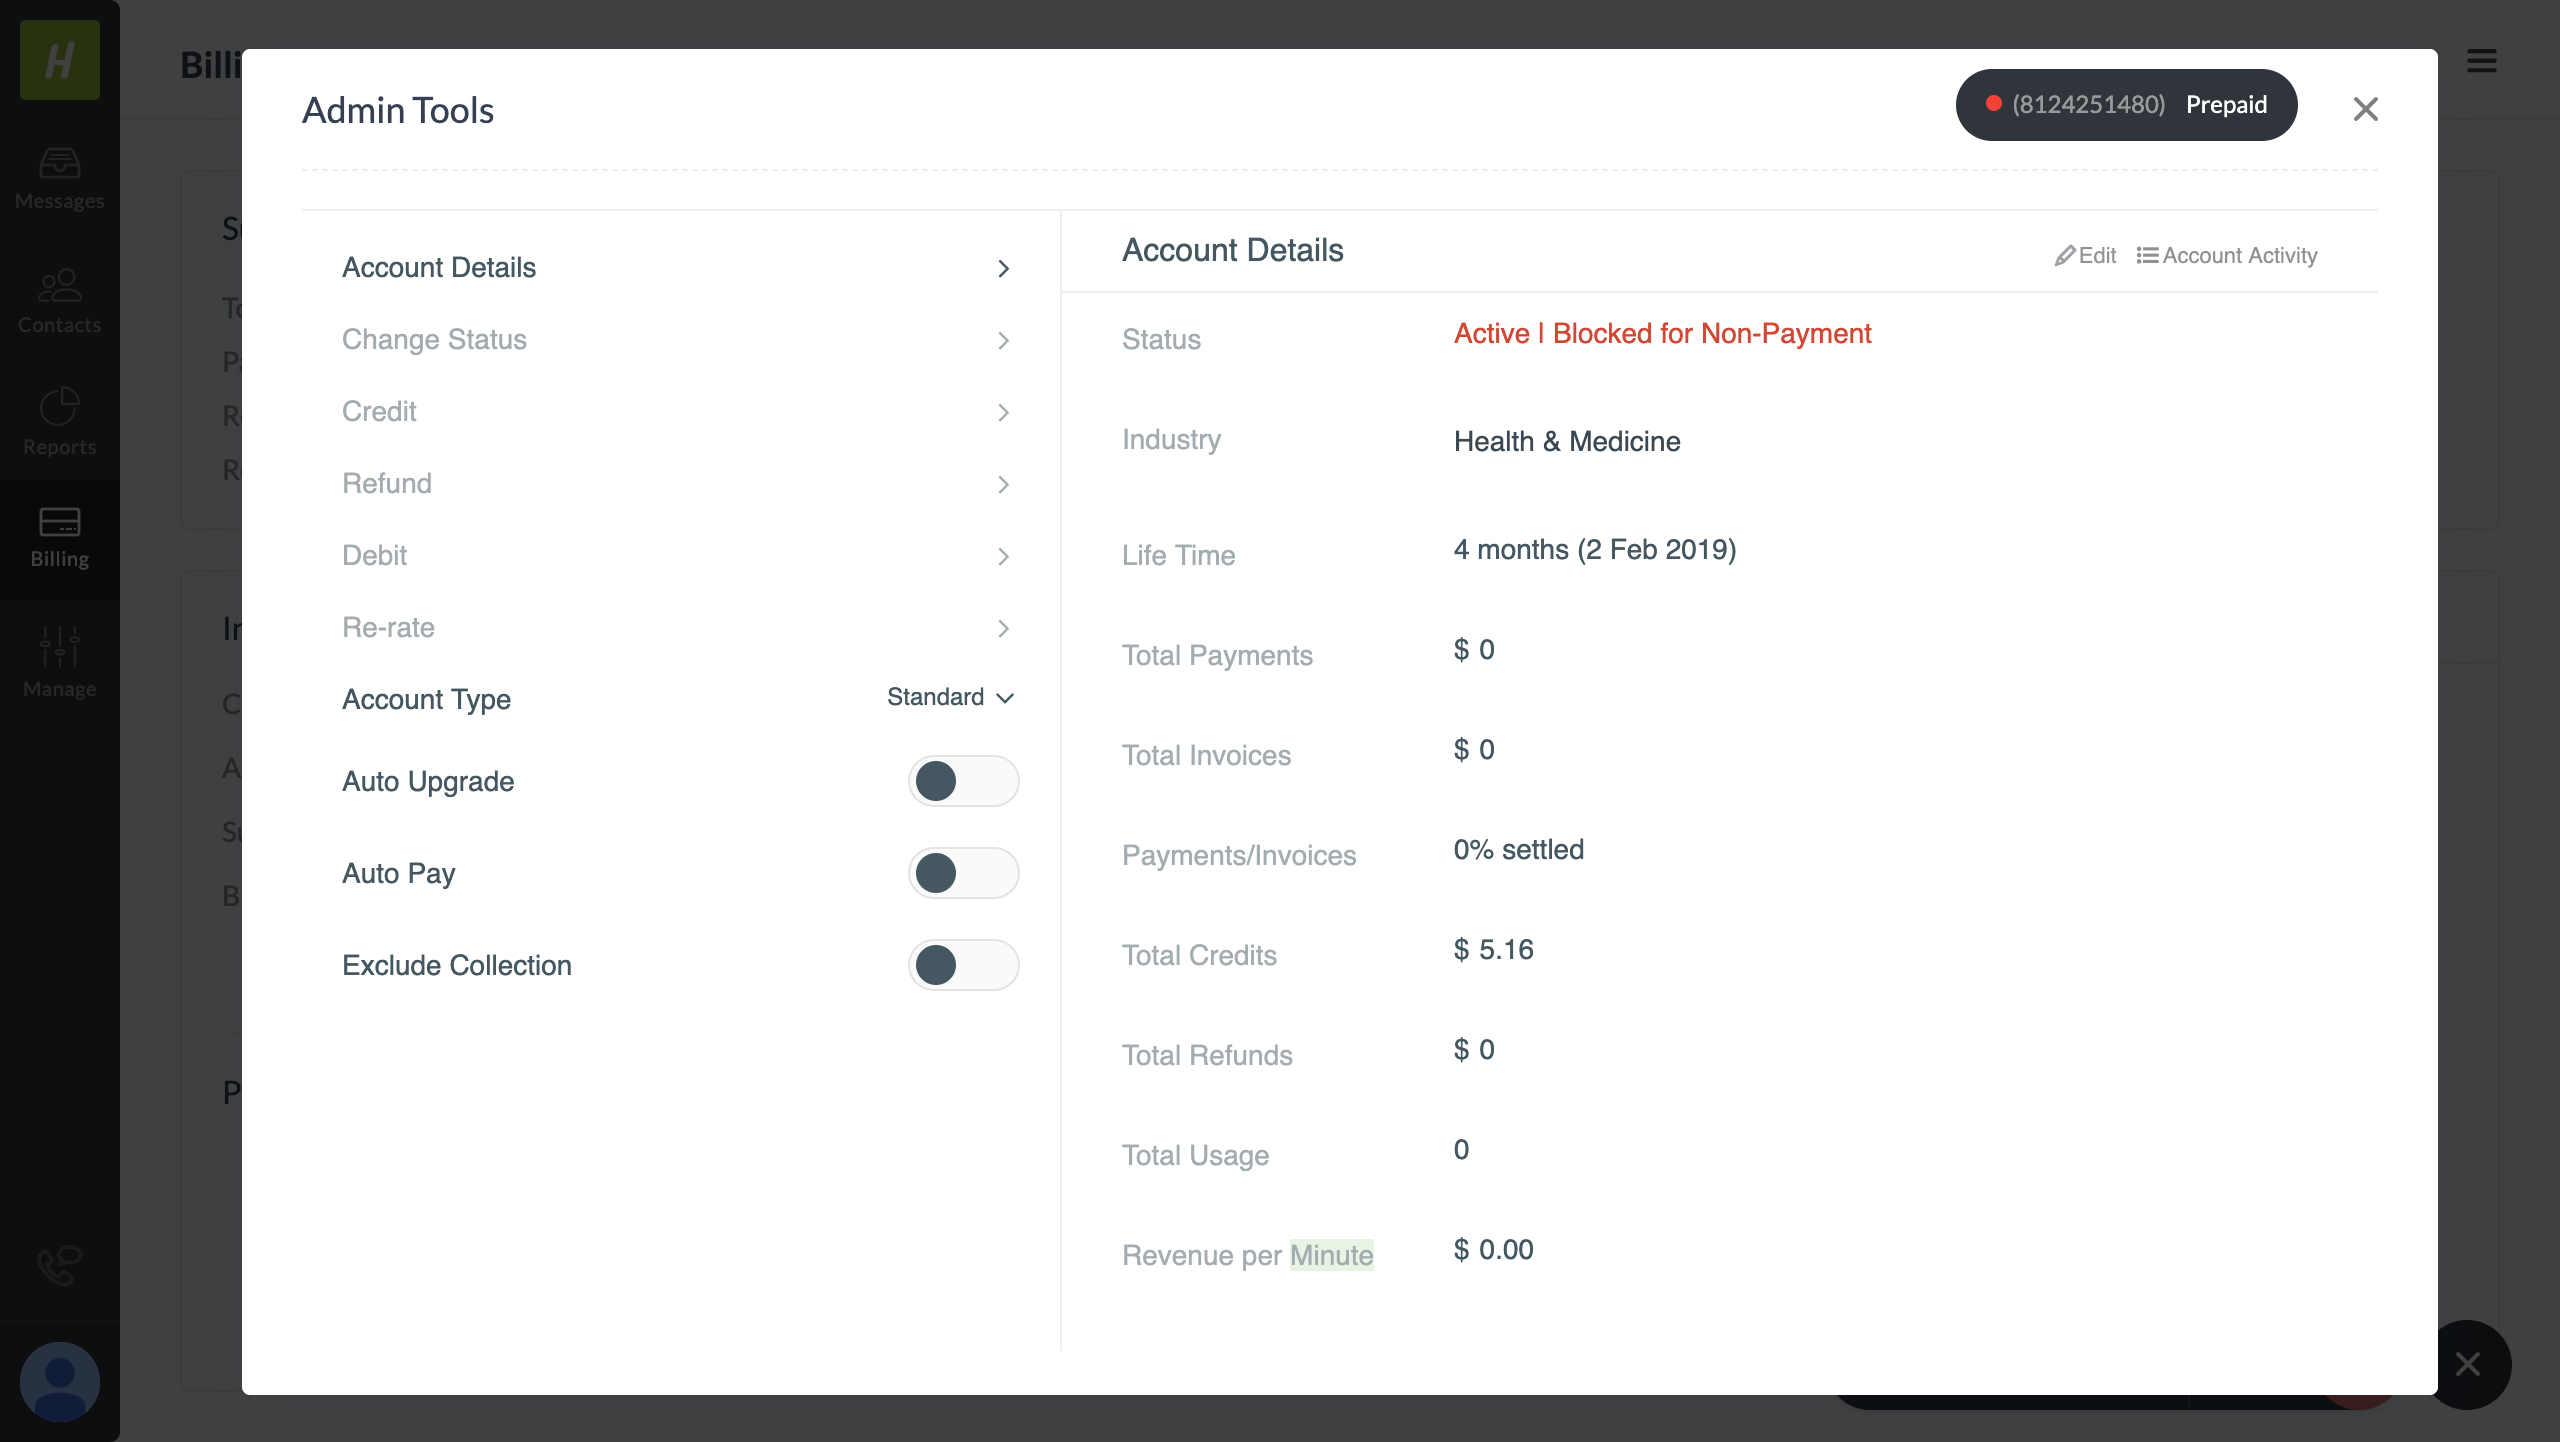 H
Messages
Contacts
Reports
Billing
Manage
Admin Tools
(8124251480) Prepaid
Account Details
Change Status
Credit
Refund
Debit
Re-rate
Account Type Standard
Auto Upgrade
Auto Pay
Exclude Collection
Account Details
Edit Account Activity
Status Active | Blocked for Non-Payment
Industry Health & Medicine
Life Time 4 months (2 Feb 2019)
Total Payments $ 0
Total Invoices $ 0
Payments/Invoices 0% settled
Total Credits $ 5.16
Total Refunds $ 0
Total Usage 0
Revenue per Minute $ 0.00